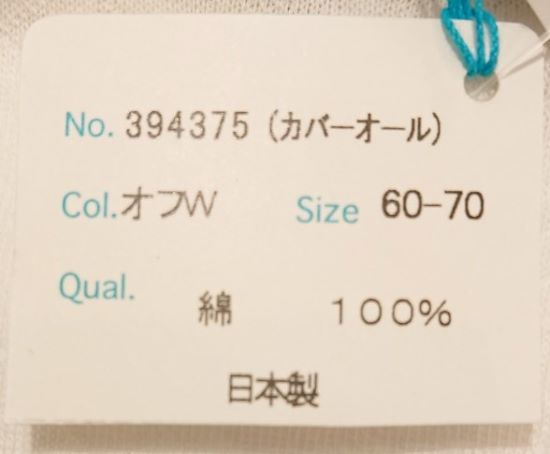 No. 394375 (カバーオール)
Col.オフW Size 60-70
Qual. 綿 100%
日本製